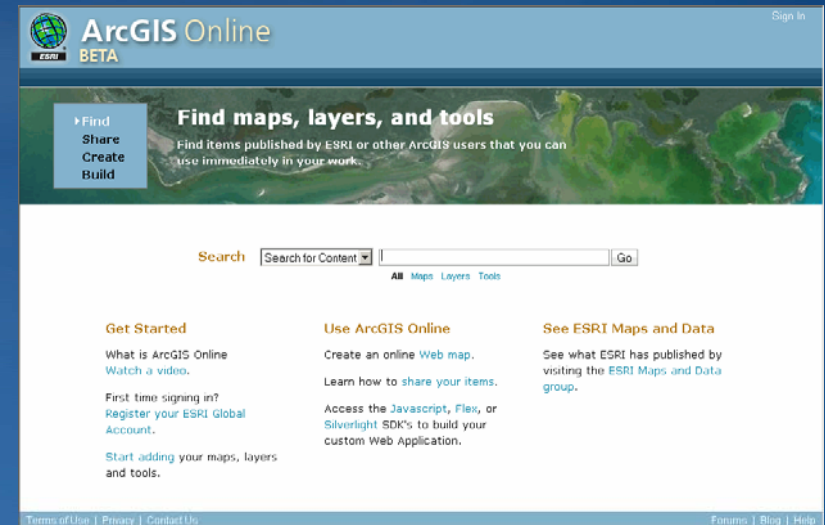 Sign In
ESRI
ArcGIS Online
BETA
Find
Share
Create
Build
Find maps, layers, and tools
Find items published by ESRI or other ArcGIS users that you can
use immediately in your work.
Search Search for Content Go
All Maps Layers Tools
Get Started
What is ArcGIS Online
Watch a video.
First time signing in?
Register your ESRI Global
Account.
Start adding your maps, layers
and tools.
Use ArcGIS Online
Create an online Web map.
Learn how to share your items.
Access the Javascript, Flex, or
Silverlight SDK's to build your
custom Web Application.
See ESRI Maps and Data
See what ESRI has published by
visiting the ESRI Maps and Data
group.
Terms of Use | Privacy | Contact Us
Forums | Blog | Help